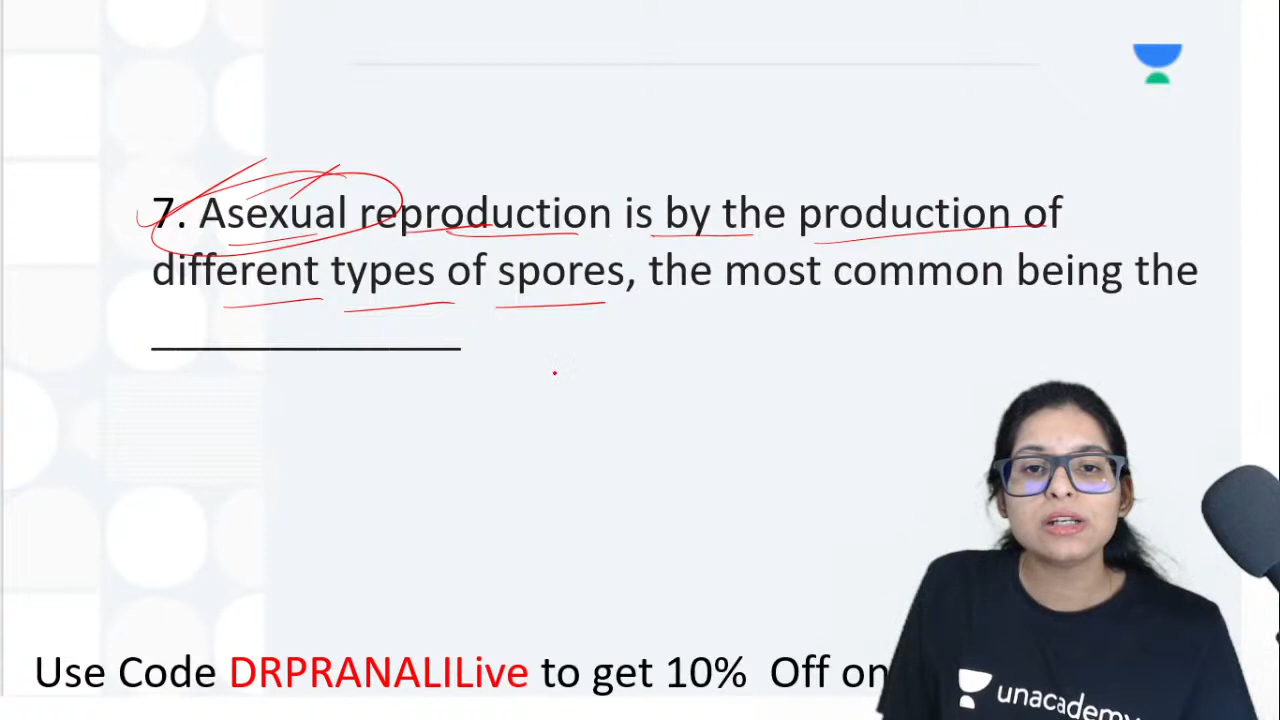 7. Asexual reproduction is by the production of
different types of spores, the most common being the
_____________
Use Code DRPRANALILive to get 10% Off on
unacademy